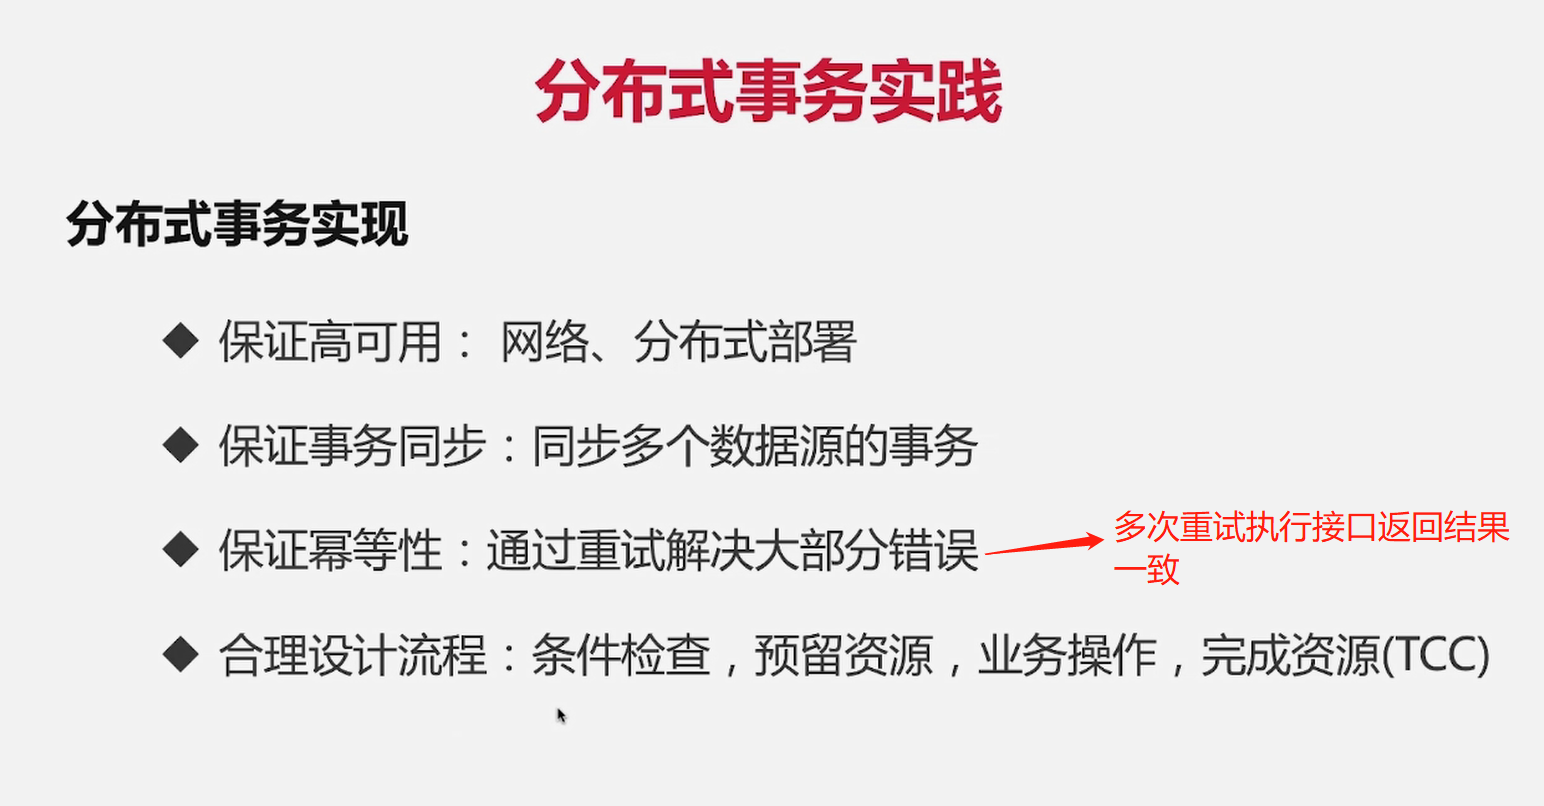 分布式事务实践
分布式事务实现
◆ 保证高可用： 网络、分布式部署
◆ 保证事务同步：同步多个数据源的事务
◆ 保证幂等性：通过重试解决大部分错误
多次重试执行接口返回结果
一致
◆ 合理设计流程：条件检查，预留资源，业务操作，完成资源(TCC)